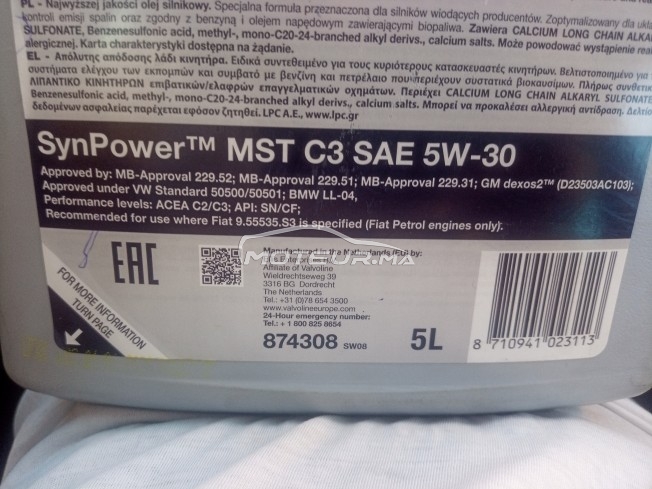 PL - Najwyższej jakości olej silnikowy. Specjalna formuła przeznaczona dla silników wiodących producentów. Zoptymalizowany dla ukła
kontroli emisji spalin oraz zgodny z benzyną i olejem napędowym zawierającymi biopaliwa. Zawiera CALCIUM LONG CHAIN ALKA
SULFONATE, Benzenesulfonic acid, methyl-, mono-C20-24-branched alkyl derivs., calcium salts. Może powodować wystąpienie reak
alergicznej. Karta charakterystyki dostępna na żądanie.
EL - Απόλυτης απόδοσης λάδι κινητήρα. Ειδικά συντεθειμένο για τους κυριότερους κατασκευαστές κινητήρων. Βελτιστοποιημένο για
συστήματα ελέγχου των εκπομπών και συμβατό με βενζίνη και πετρέλαιο που περιέχουν συστατικά βιοκαυσίμων. Πλήρως συνθετικ
ΛΙΠΑΝΤΙΚΟ ΚΙΝΗΤΗΡΩΝ επιβατικών/ελαφρών επαγγελματικών οχημάτων. Περιέχει CALCIUM LONG CHAIN ALKARYL SULFONATE
Benzenesulfonic acid, methyl-, mono-C20-24-branched alkyl derivs., calcium salts. Μπορεί να προκαλέσει αλλεργική αντίδραση. Δελτίο
δεδομένων ασφαλείας παρέχεται εφόσον ζητηθεί. LPC A.E., www.lpc.gr
SynPower™ MST C3 SAE 5W-30
Approved by: MB-Approval 229.52; MB-Approval 229.51; MB-Approval 229.31; GM dexos2™ (D23503AC103);
Approved under VW Standard 50500/50501; BMW LL-04,
Performance levels: ACEA C2/C3; API: SN/CF;
Recommended for use where Fiat 9.55535.S3 is specified (Fiat Petrol engines only);
EAC
MOTEUR.MA
Manufactured in the Netherlands (EU) by:
Affiliate of Valvoline
Wieldrechtseweg 39
3316 BG Dordrecht
The Netherlands
Tel.: +31 (0)78 654 3500
www.valvolineeurope.com
24-Hour emergency number:
Tel.: + 1 800 825 8654
874308 SW08
5L
8 710941 023113
FOR MORE INFORMATION
TURN PAGE